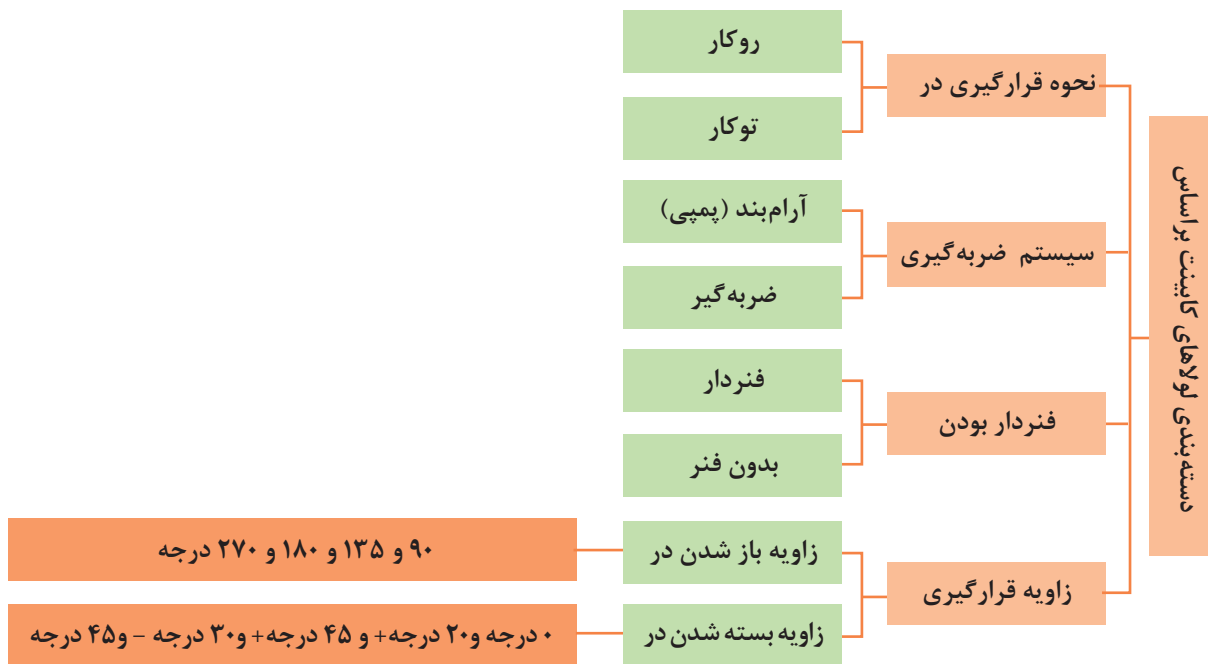 دسته‌بندی لولاهای کابینت براساس
نحوه قرارگیری در
روکار
توکار
سیستم ضربه‌گیری
آرام‌بند (پمپی)
ضربه‌گیر
فنردار بودن
فنردار
بدون فنر
زاویه قرارگیری
زاویه باز شدن در
۹۰ و ۱۳۵ و ۱۸۰ و ۲۷۰ درجه
زاویه بسته شدن در
۰ درجه و۲۰ درجه+ و ۴۵ درجه+ و۳۰ درجه – و۴۵ درجه